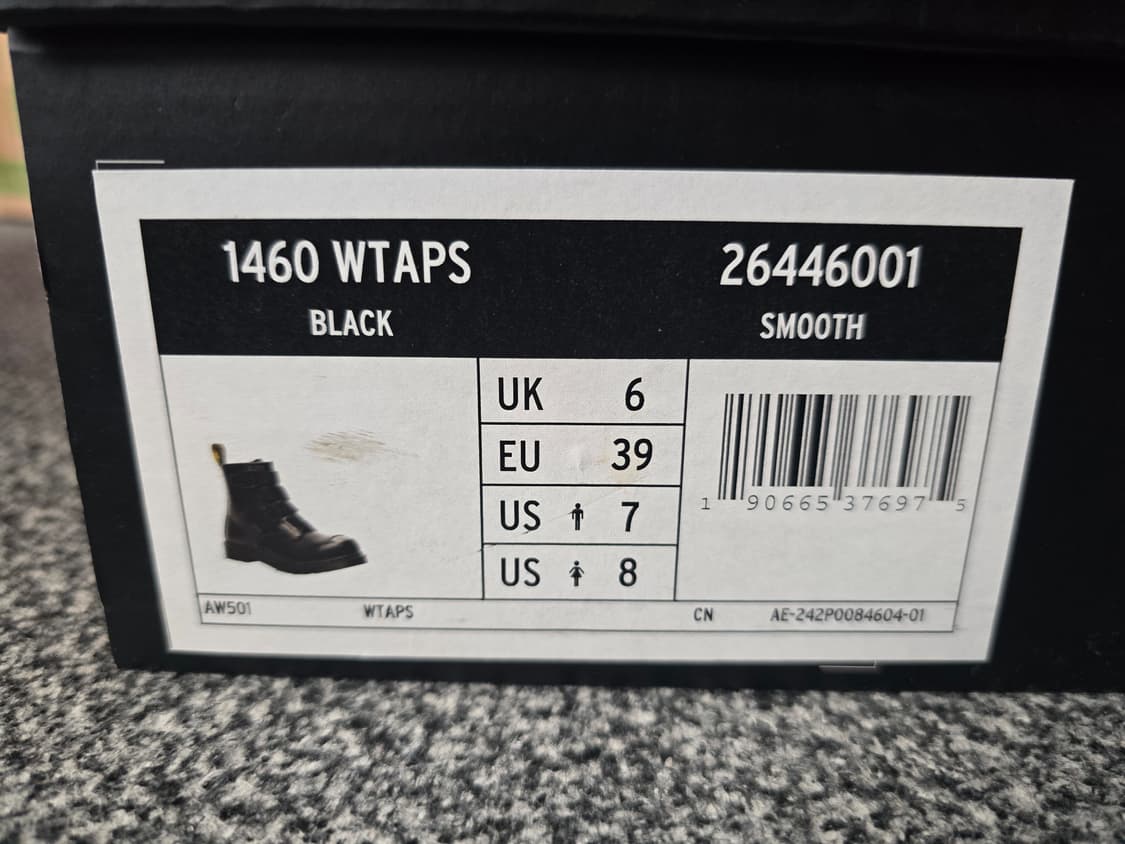 1460 WTAPS 26446001
BLACK SMOOTH
UK 6
EU 39
US 7
US 8
1 90665 37697 5
AW501 WTAPS CN AE-242P0084604-01